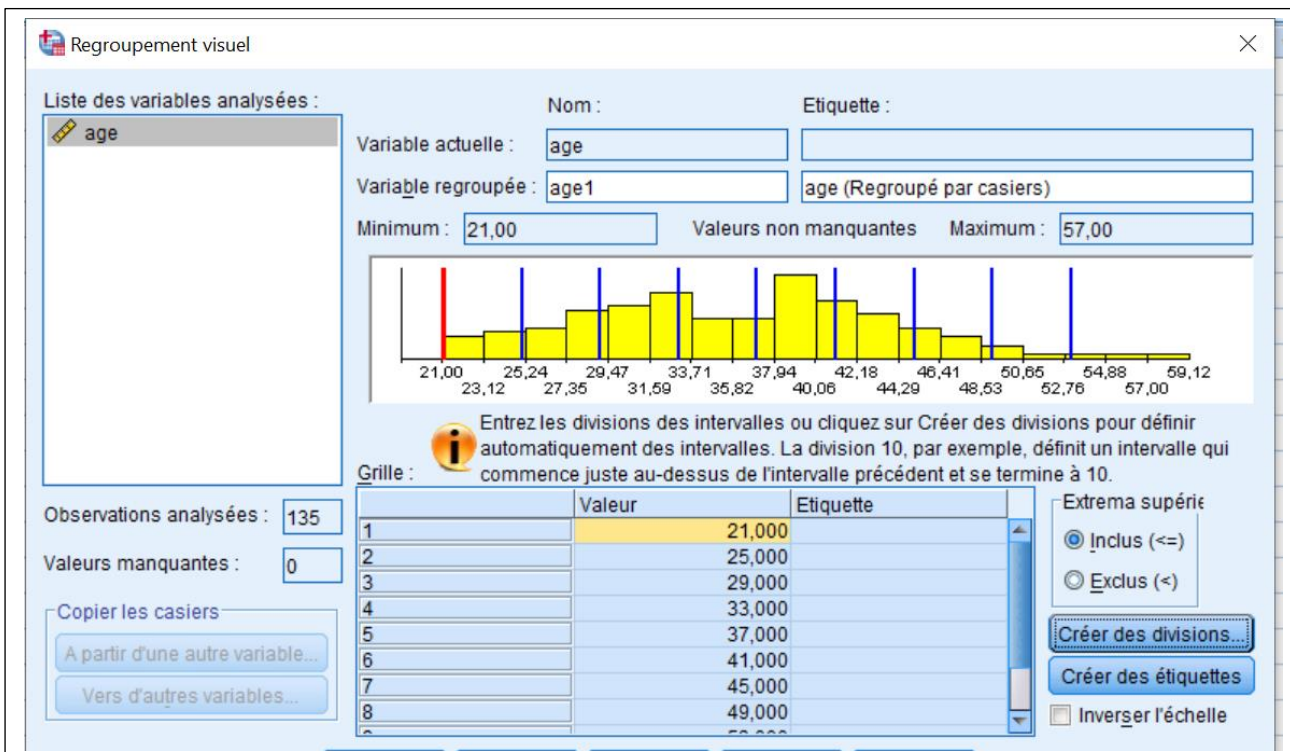 Regroupement visuel
Liste des variables analysées :
age
Nom :
Etiquette :
Variable actuelle :
age
Variable regroupée :
age1
age (Regroupé par casiers)
Minimum :
21,00
Valeurs non manquantes
Maximum :
57,00
21,00 25,24 29,47 33,71 37,94 42,18 46,41 50,65 54,88 59,12
23,12 27,35 31,59 35,82 40,06 44,29 48,53 52,76 57,00
Entrez les divisions des intervalles ou cliquez sur Créer des divisions pour définir
automatiquement des intervalles. La division 10, par exemple, définit un intervalle qui
commence juste au-dessus de l'intervalle précédent et se termine à 10.
Grille :
Valeur Etiquette
1 21,000
2 25,000
3 29,000
4 33,000
5 37,000
6 41,000
7 45,000
8 49,000
Observations analysées :
135
Valeurs manquantes :
0
Copier les casiers
A partir d'une autre variable...
Vers d'autres variables...
Extrema supérie
Inclus (<=)
Exclus (<)
Créer des divisions...
Créer des étiquettes
Inverser l'échelle